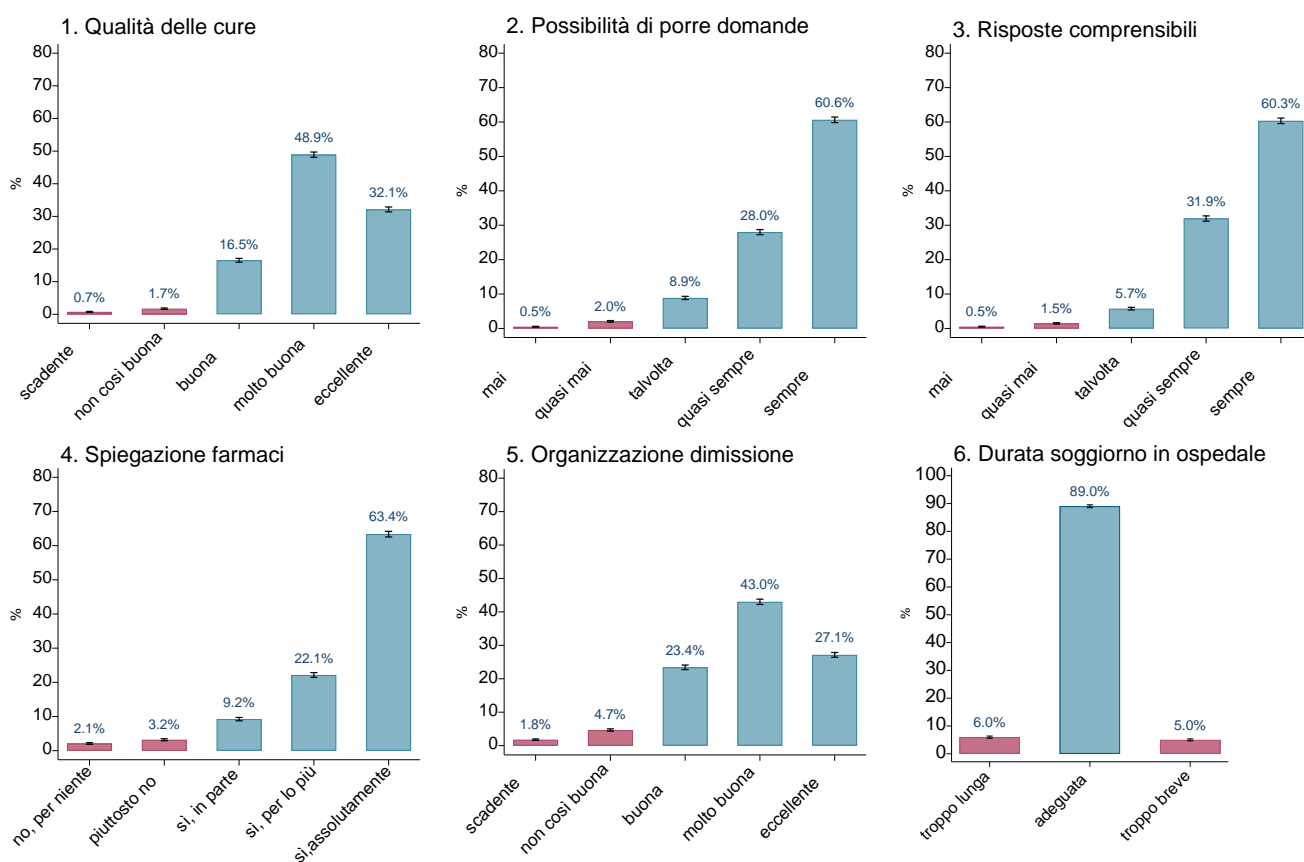 1. Qualità delle cure
80
70
60
50
40
30
20
10
0
%
0.7%
1.7%
16.5%
48.9%
32.1%
scadente
non così buona
buona
molto buona
eccellente
2. Possibilità di porre domande
80
70
60
50
40
30
20
10
0
%
0.5%
2.0%
8.9%
28.0%
60.6%
mai
quasi mai
talvolta
quasi sempre
sempre
3. Risposte comprensibili
80
70
60
50
40
30
20
10
0
%
0.5%
1.5%
5.7%
31.9%
60.3%
mai
quasi mai
talvolta
quasi sempre
sempre
4. Spiegazione farmaci
80
70
60
50
40
30
20
10
0
%
2.1%
3.2%
9.2%
22.1%
63.4%
no, per niente
piuttosto no
sì, in parte
sì, per lo più
sì,assolutamente
5. Organizzazione dimissione
80
70
60
50
40
30
20
10
0
%
1.8%
4.7%
23.4%
43.0%
27.1%
scadente
non così buona
buona
molto buona
eccellente
6. Durata soggiorno in ospedale
100
90
80
70
60
50
40
30
20
10
0
%
6.0%
89.0%
5.0%
troppo lunga
adeguata
troppo breve